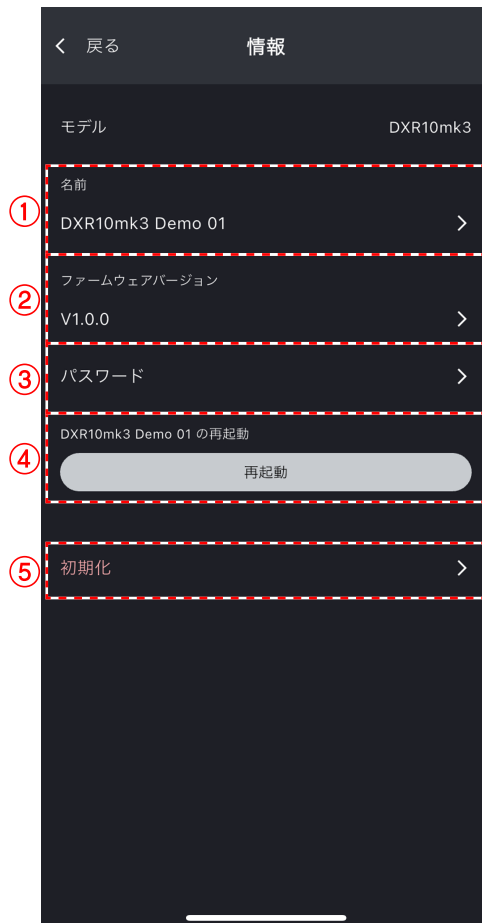 戻る 情報
モデル DXR10mk3
① 名前
DXR10mk3 Demo 01
② ファームウェアバージョン
V1.0.0
③ パスワード
④ DXR10mk3 Demo 01 の再起動
再起動
⑤ 初期化